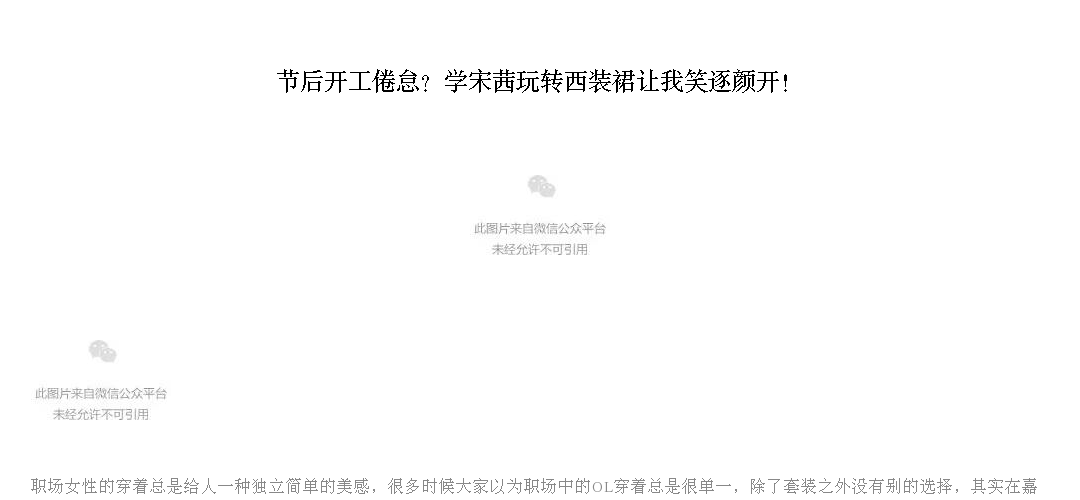 节后开工倦怠？学宋茜玩转西装裙让我笑逐颜开！
此图片来自微信公众平台
未经允许不可引用
此图片来自微信公众平台
未经允许不可引用
职场女性的穿着总是给人一种独立简单的美感，很多时候大家以为职场中的OL穿着总是很单一，除了套装之外没有别的选择，其实在嘉